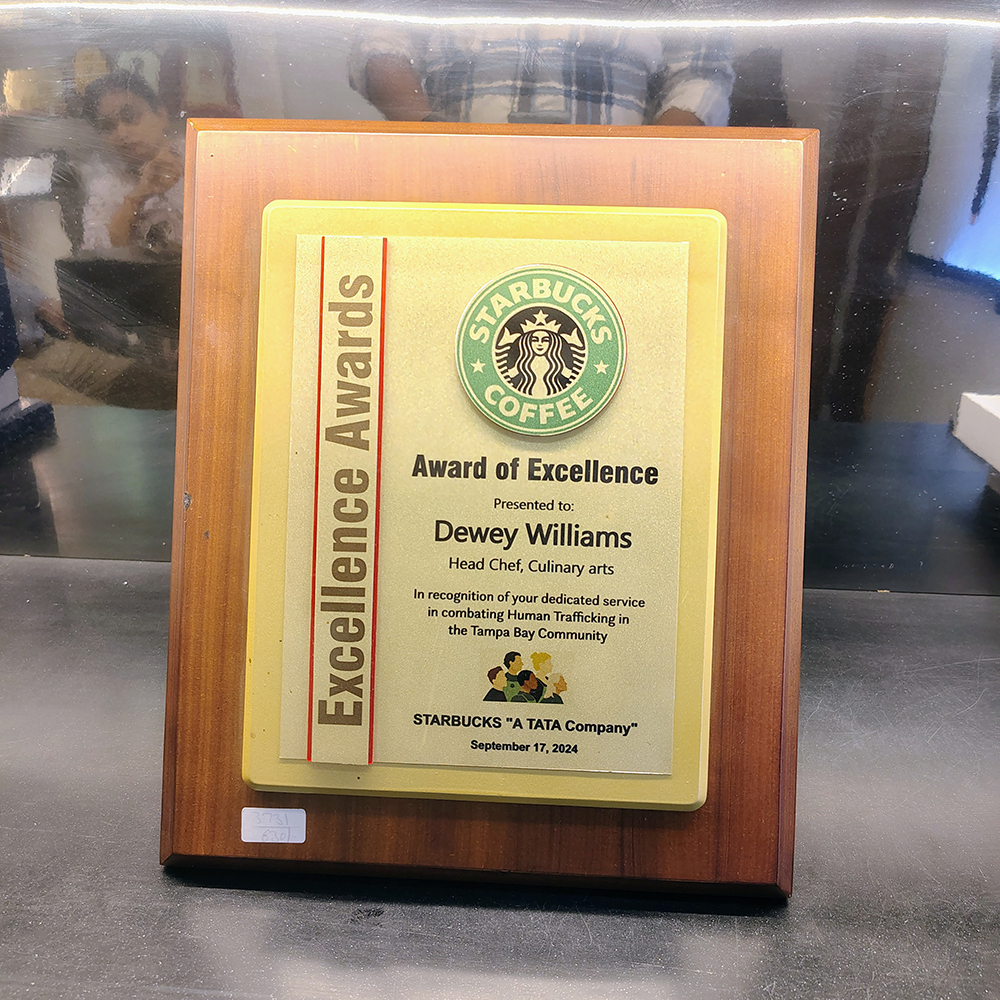 Excellence Awards
STARBUCKS
COFFEE
Award of Excellence
Presented to:
Dewey Williams
Head Chef, Culinary arts
In recognition of your dedicated service
in combating Human Trafficking in
the Tampa Bay Community
STARBUCKS "A TATA Company"
September 17, 2024